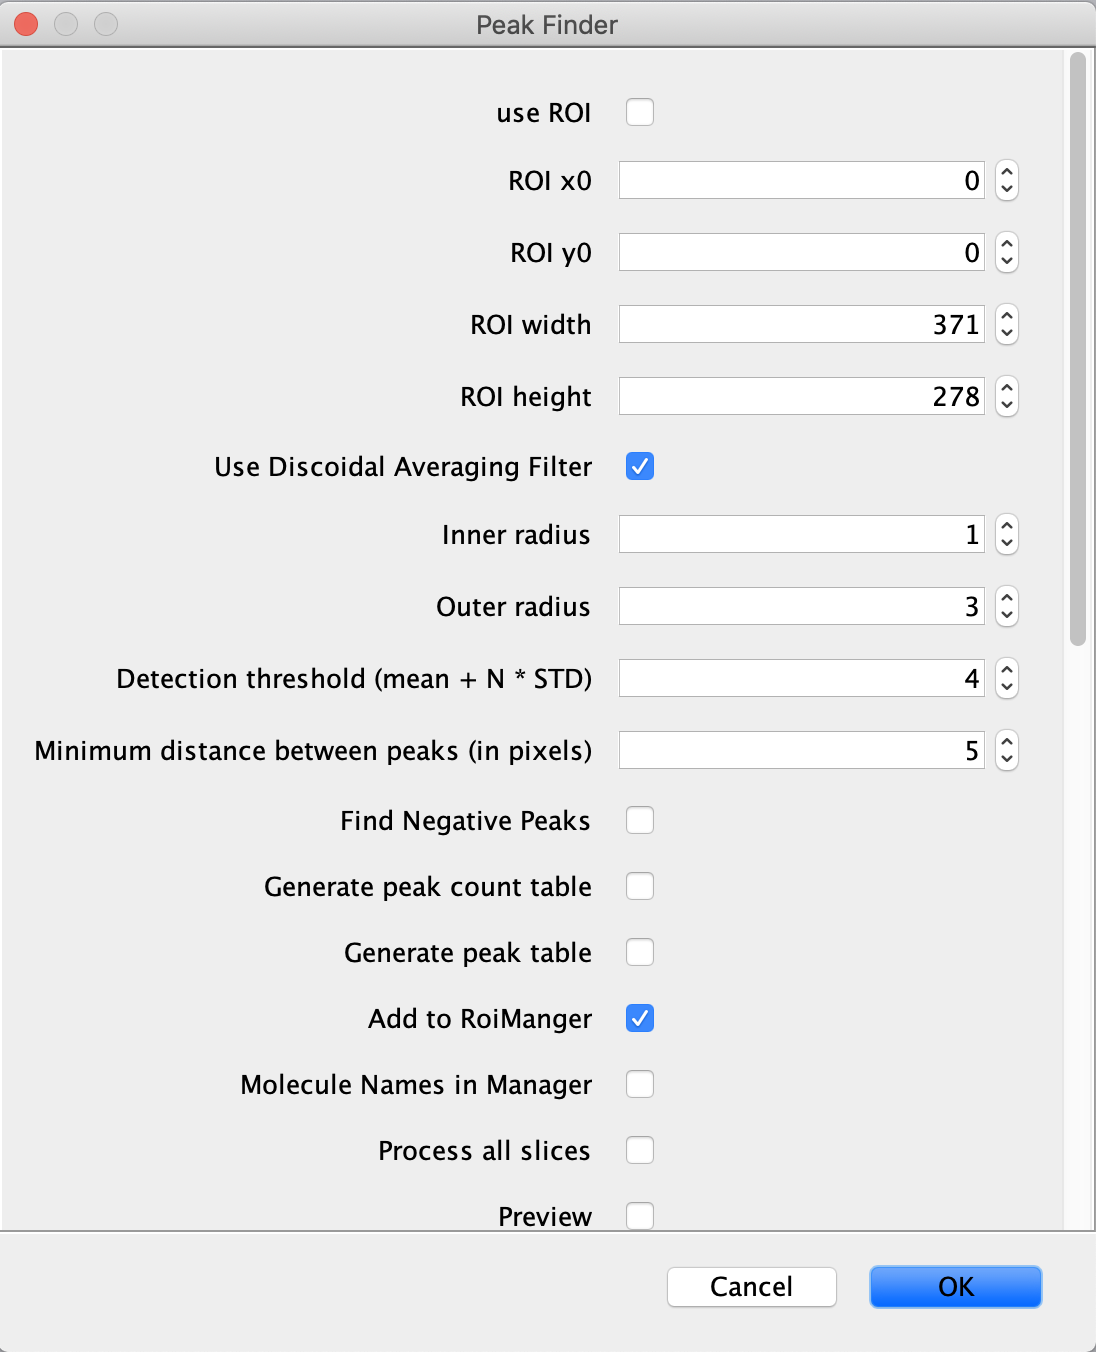 Peak Finder
use ROI
ROI x0 0
ROI y0 0
ROI width 371
ROI height 278
Use Discoidal Averaging Filter
Inner radius 1
Outer radius 3
Detection threshold (mean + N * STD) 4
Minimum distance between peaks (in pixels) 5
Find Negative Peaks
Generate peak count table
Generate peak table
Add to RoiManger
Molecule Names in Manager
Process all slices
Preview
Cancel OK